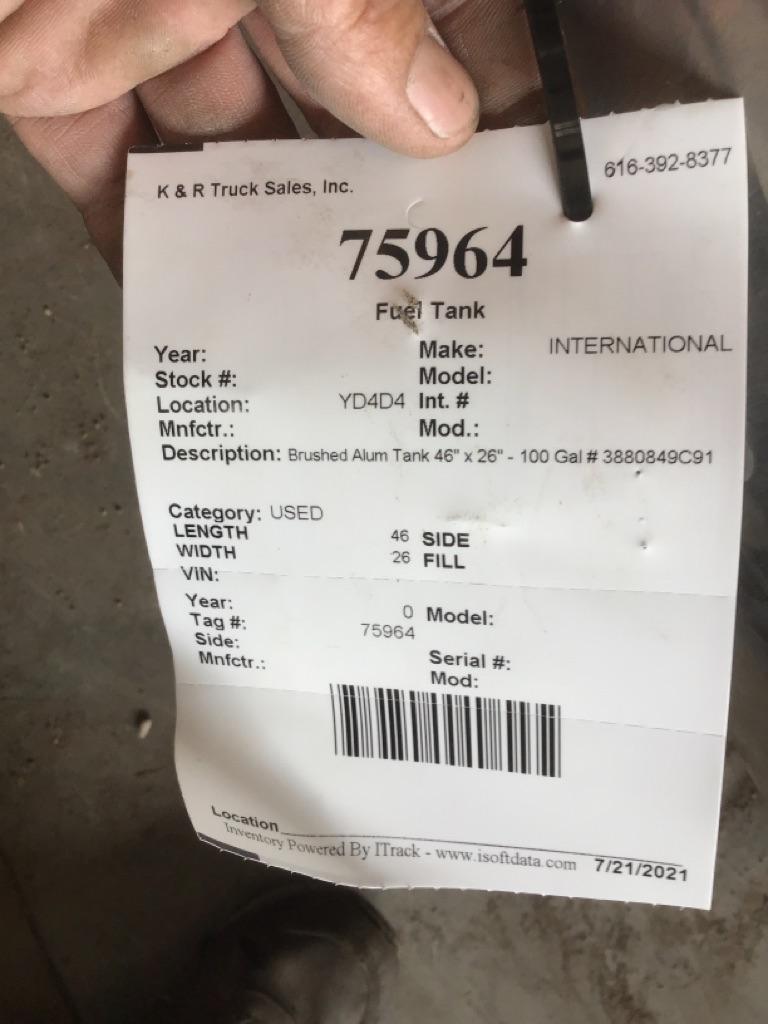 K & R Truck Sales, Inc. 616-392-8377
75964
Fuel Tank
Year: Make: INTERNATIONAL
Stock #: Model:
Location: YD4D4 Int. #
Mnfctr.: Mod.:
Description: Brushed Alum Tank 46" x 26" - 100 Gal # 3880849C91
Category: USED
LENGTH 46 SIDE
WIDTH 26 FILL
VIN:
Year: 0 Model:
Tag #: 75964
Side: Serial #:
Mnfctr.: Mod:
Location
Inventory Powered By ITrack - www.isoftdata.com 7/21/2021